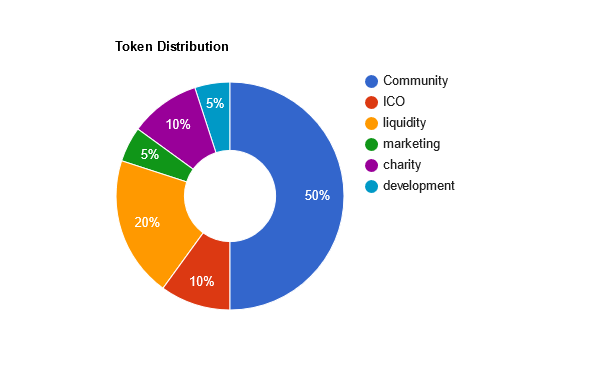 Token Distribution
Community
ICO
liquidity
marketing
charity
development
5%
10%
5%
50%
20%
10%